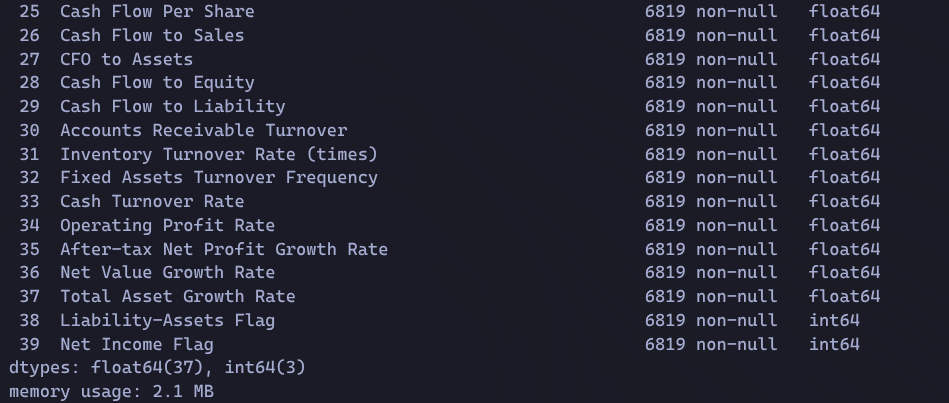 25  Cash Flow Per Share                                      6819 non-null   float64
26  Cash Flow to Sales                                       6819 non-null   float64
27  CFO to Assets                                            6819 non-null   float64
28  Cash Flow to Equity                                      6819 non-null   float64
29  Cash Flow to Liability                                   6819 non-null   float64
30  Accounts Receivable Turnover                             6819 non-null   float64
31  Inventory Turnover Rate (times)                          6819 non-null   float64
32  Fixed Assets Turnover Frequency                          6819 non-null   float64
33  Cash Turnover Rate                                       6819 non-null   float64
34  Operating Profit Rate                                    6819 non-null   float64
35  After-tax Net Profit Growth Rate                         6819 non-null   float64
36  Net Value Growth Rate                                    6819 non-null   float64
37  Total Asset Growth Rate                                  6819 non-null   float64
38  Liability-Assets Flag                                    6819 non-null   int64
39  Net Income Flag                                          6819 non-null   int64
dtypes: float64(37), int64(3)
memory usage: 2.1 MB